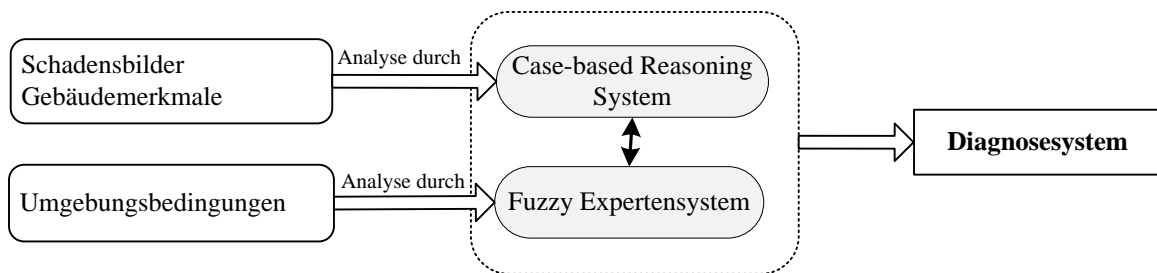 Schadensbilder
Gebäudemerkmale
Analyse durch
Case-based Reasoning
System
Diagnosesystem
Umgebungsbedingungen
Analyse durch
Fuzzy Expertensystem